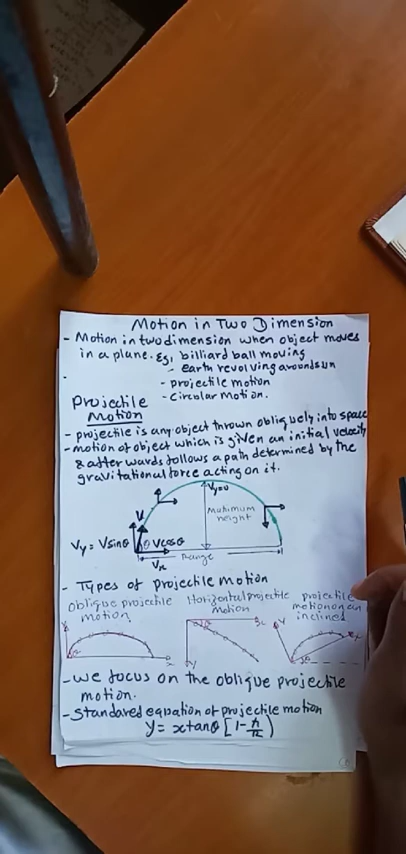 Motion in Two Dimension
- Motion in two dimension when object moves
in a plane. Eg, billiard ball moving
- earth revolving around sun
- projectile motion
- circular motion.
Projectile
Motion
- projectile is any object thrown obliquely into space
- motion of object which is given an initial velocity
& afterwards follows a path determined by the
gravitational force acting on it.
Vy=0
V
Maximum
height
Vy = Vsinθ
θ Vcosθ
Vx
Range
- Types of projectile motion
Oblique projectile
motion
Horizontal projectile
motion
projectile
motion on an
inclined
Y
x
x
Y
Y
x
- we focus on the oblique projectile
motion.
- Standared equation of projectile motion
y = x tanθ [1 -